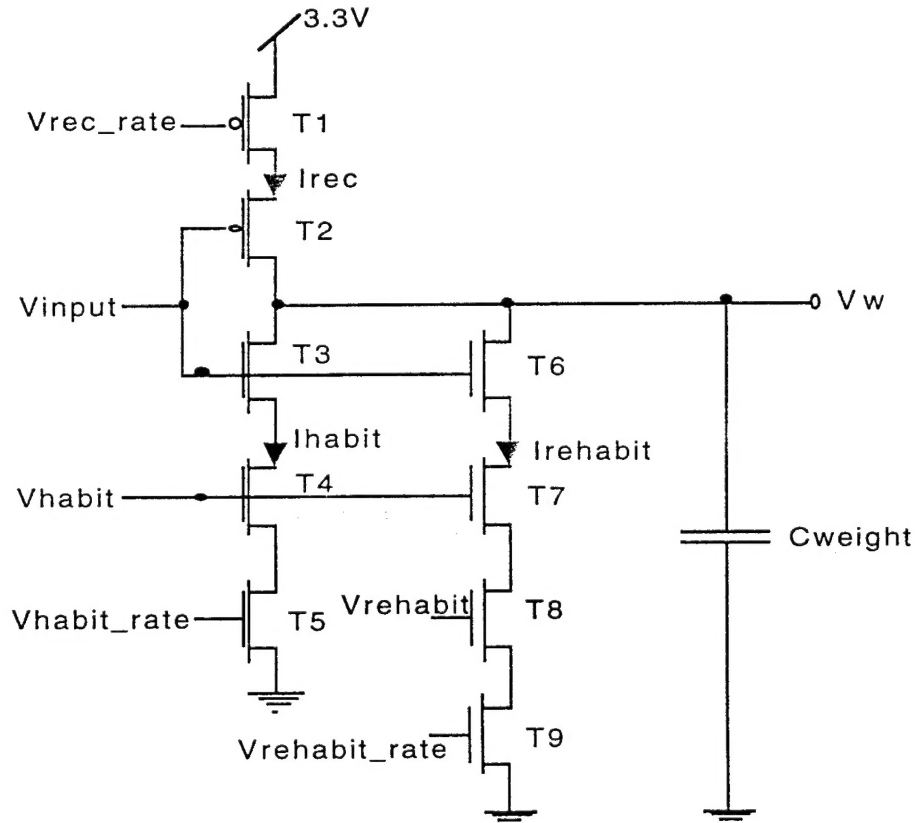 3.3V
Vrec_rate
T1
Irec
T2
Vinput
Vw
T3
T6
Ihabit
Irehabit
Vhabit
T4
T7
Cweight
Vhabit_rate
T5
Vrehabit
T8
Vrehabit_rate
T9